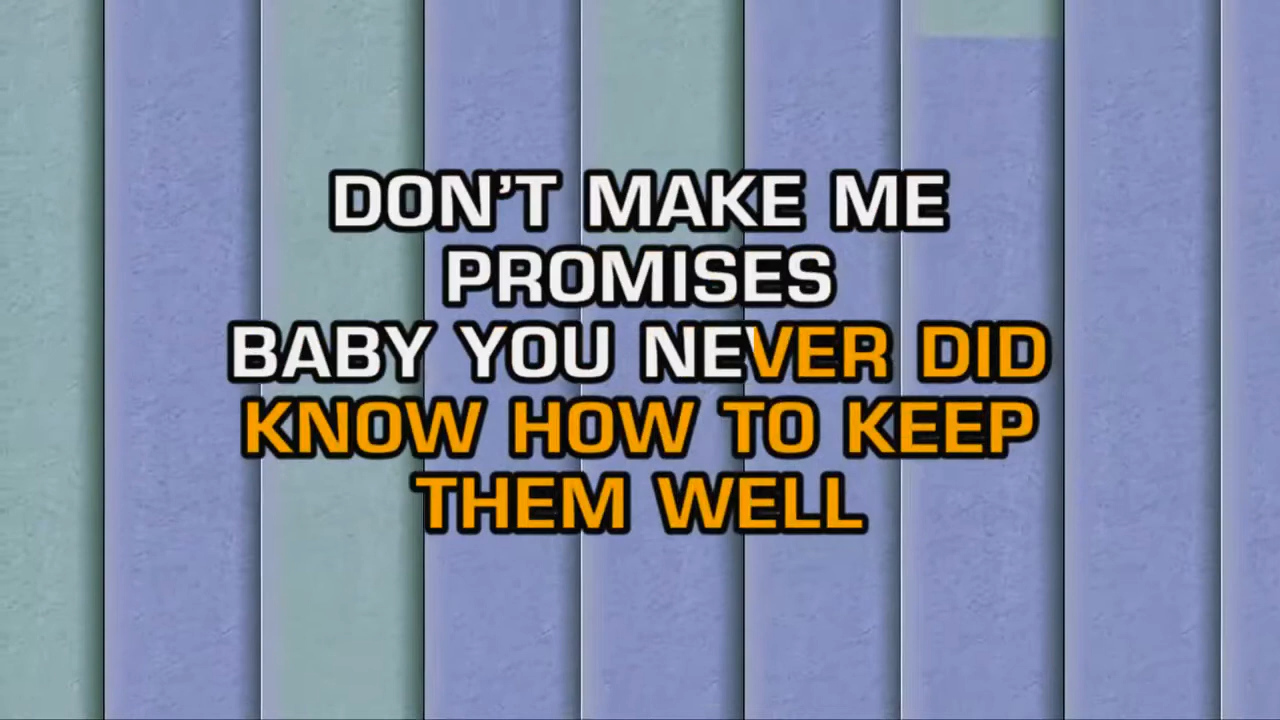 DON’T MAKE ME
PROMISES
BABY YOU NEVER DID
KNOW HOW TO KEEP
THEM WELL